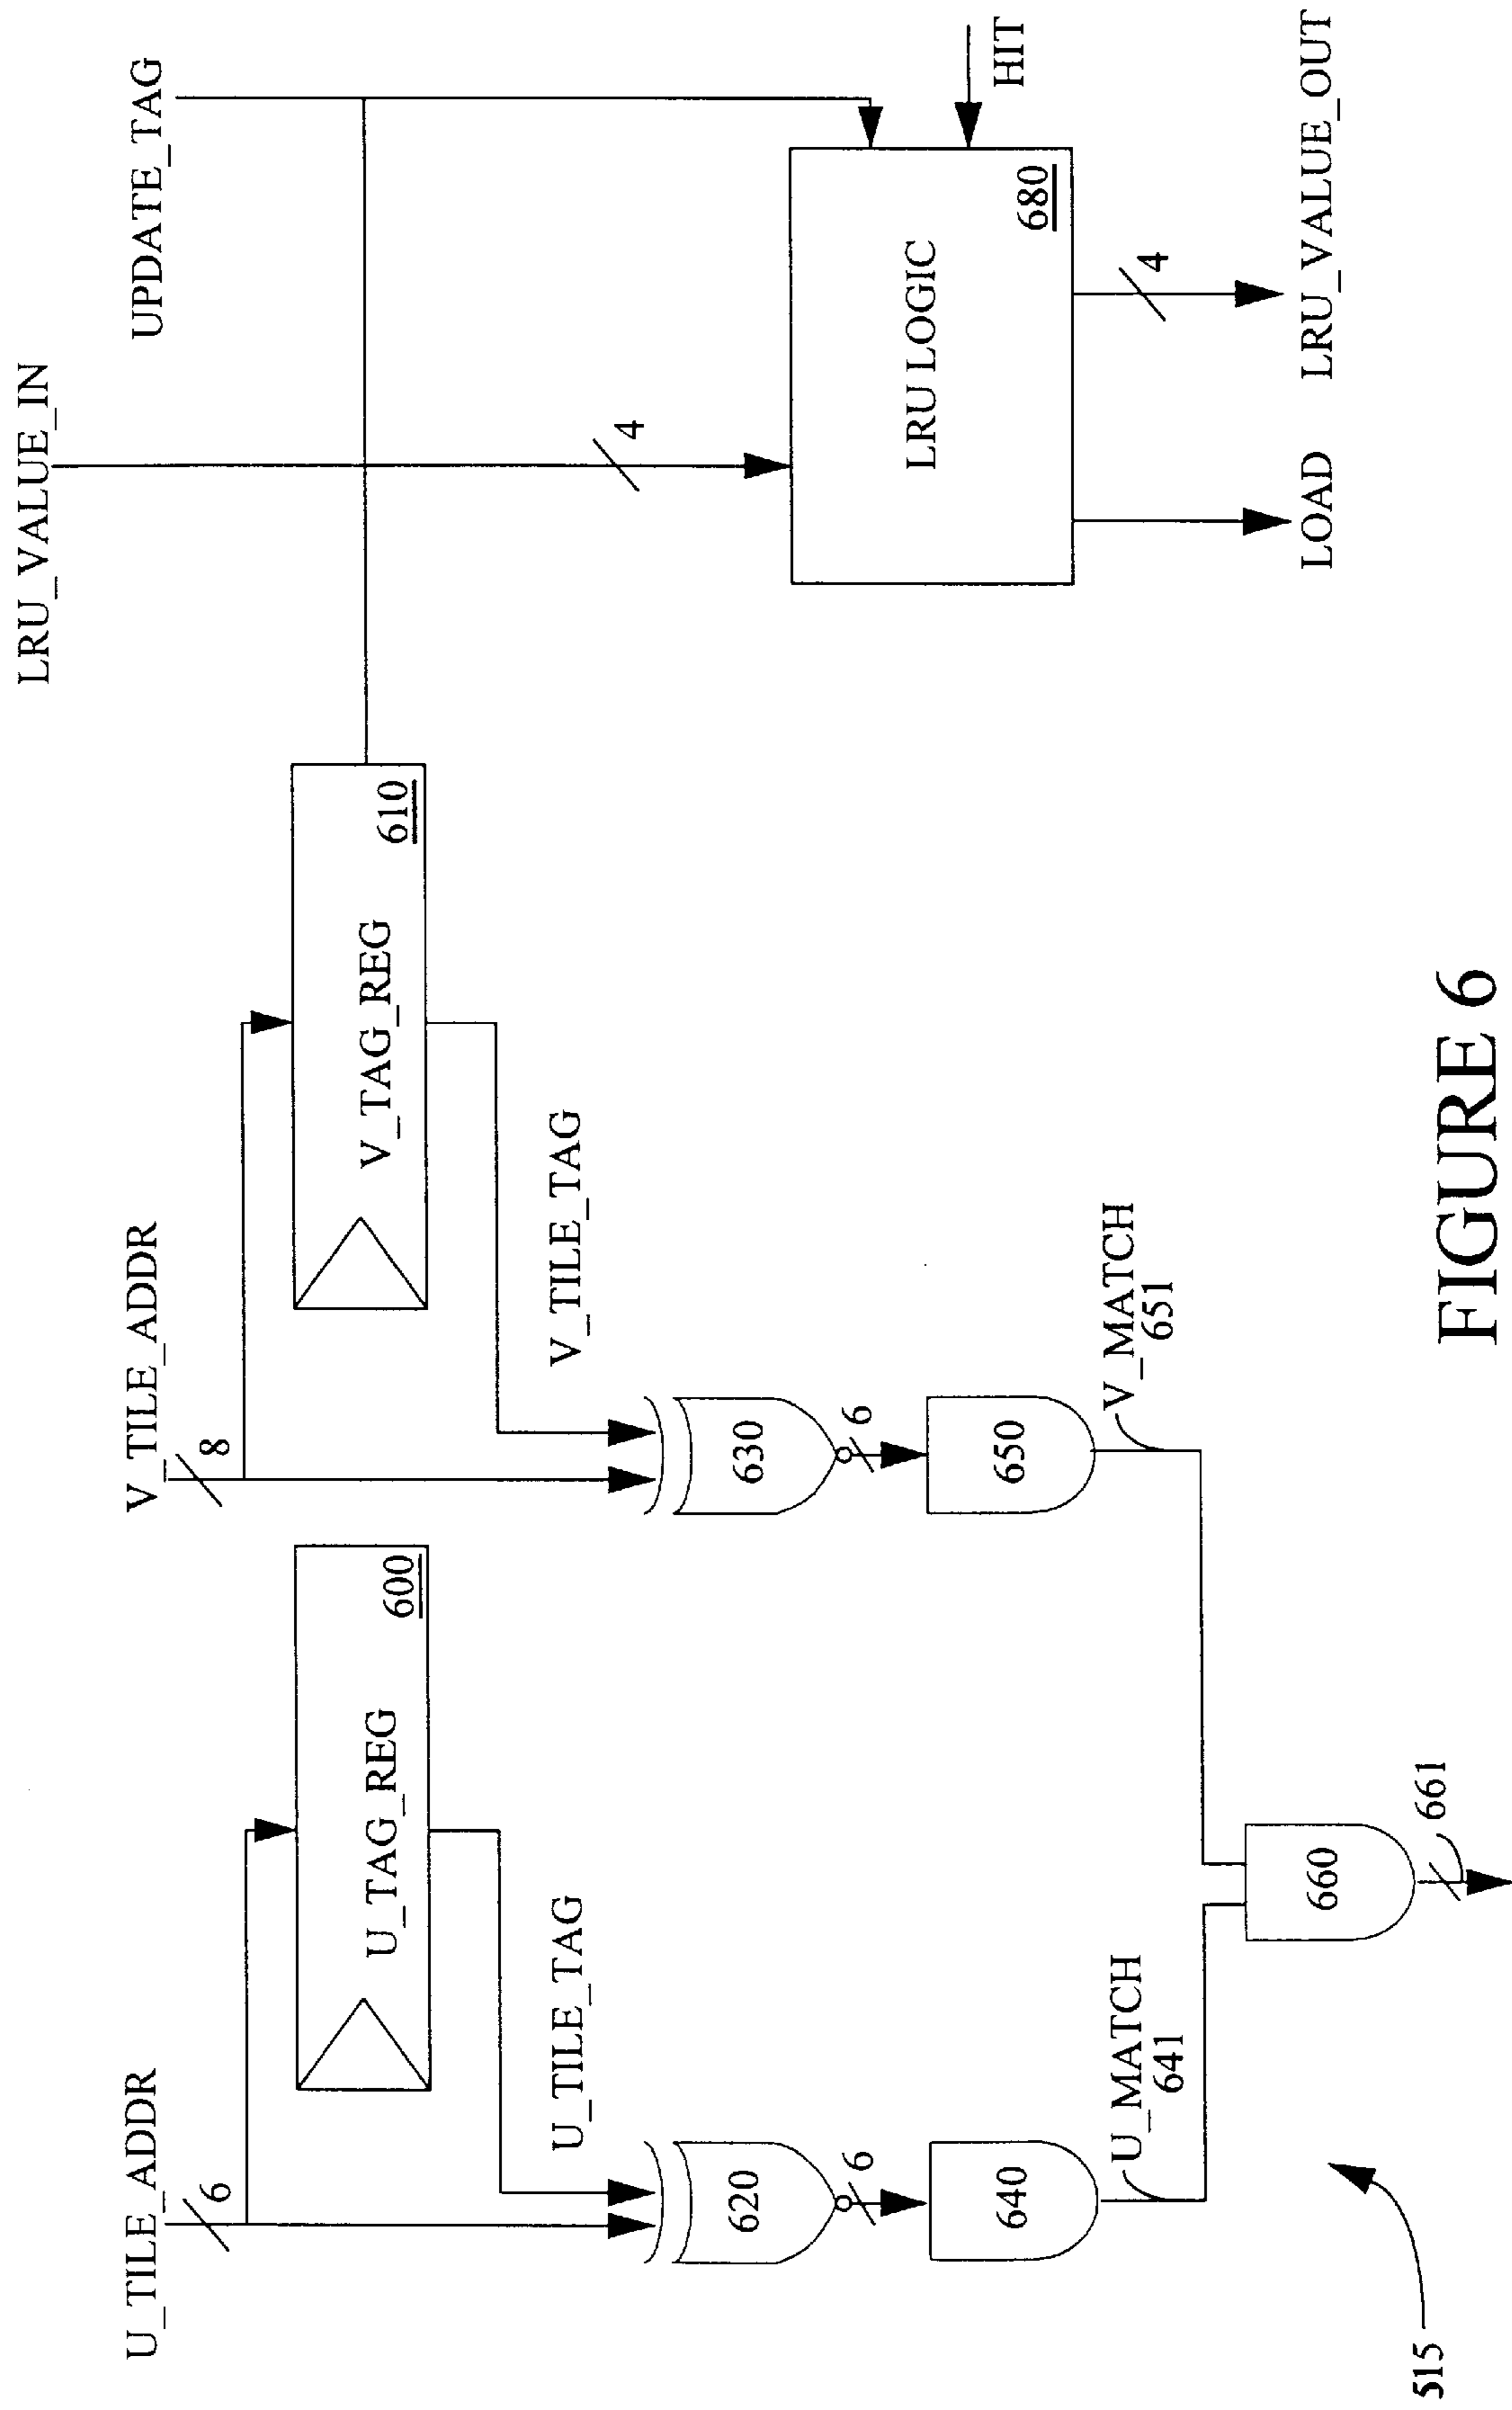 LRU_VALUE_IN
UPDATE_TAG
V_TILE_ADDR
8
U_TILE_ADDR
6
U_TAG_REG
600
V_TAG_REG
610
U_TILE_TAG
V_TILE_TAG
4
HIT
LRU LOGIC
680
620
6
630
6
640
650
U_MATCH
641
V_MATCH
651
4
LOAD
LRU_VALUE_OUT
660
661
515
FIGURE 6